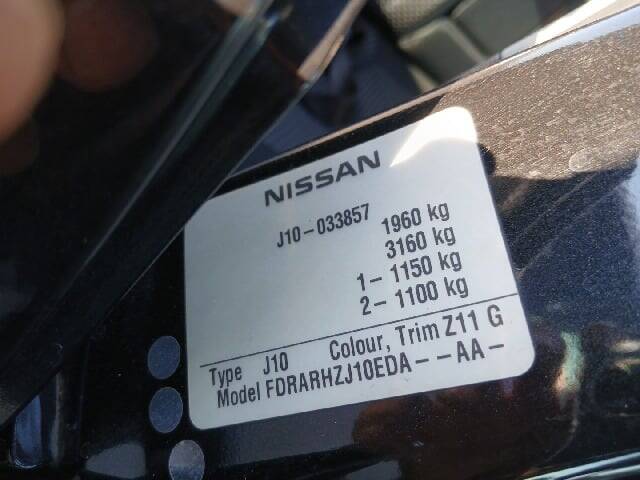 NISSAN
J10-033857
1960 kg
3160 kg
1- 1150 kg
2- 1100 kg
Type J10 Colour, Trim Z11 G
Model FDRARHZJ10EDA--AA-